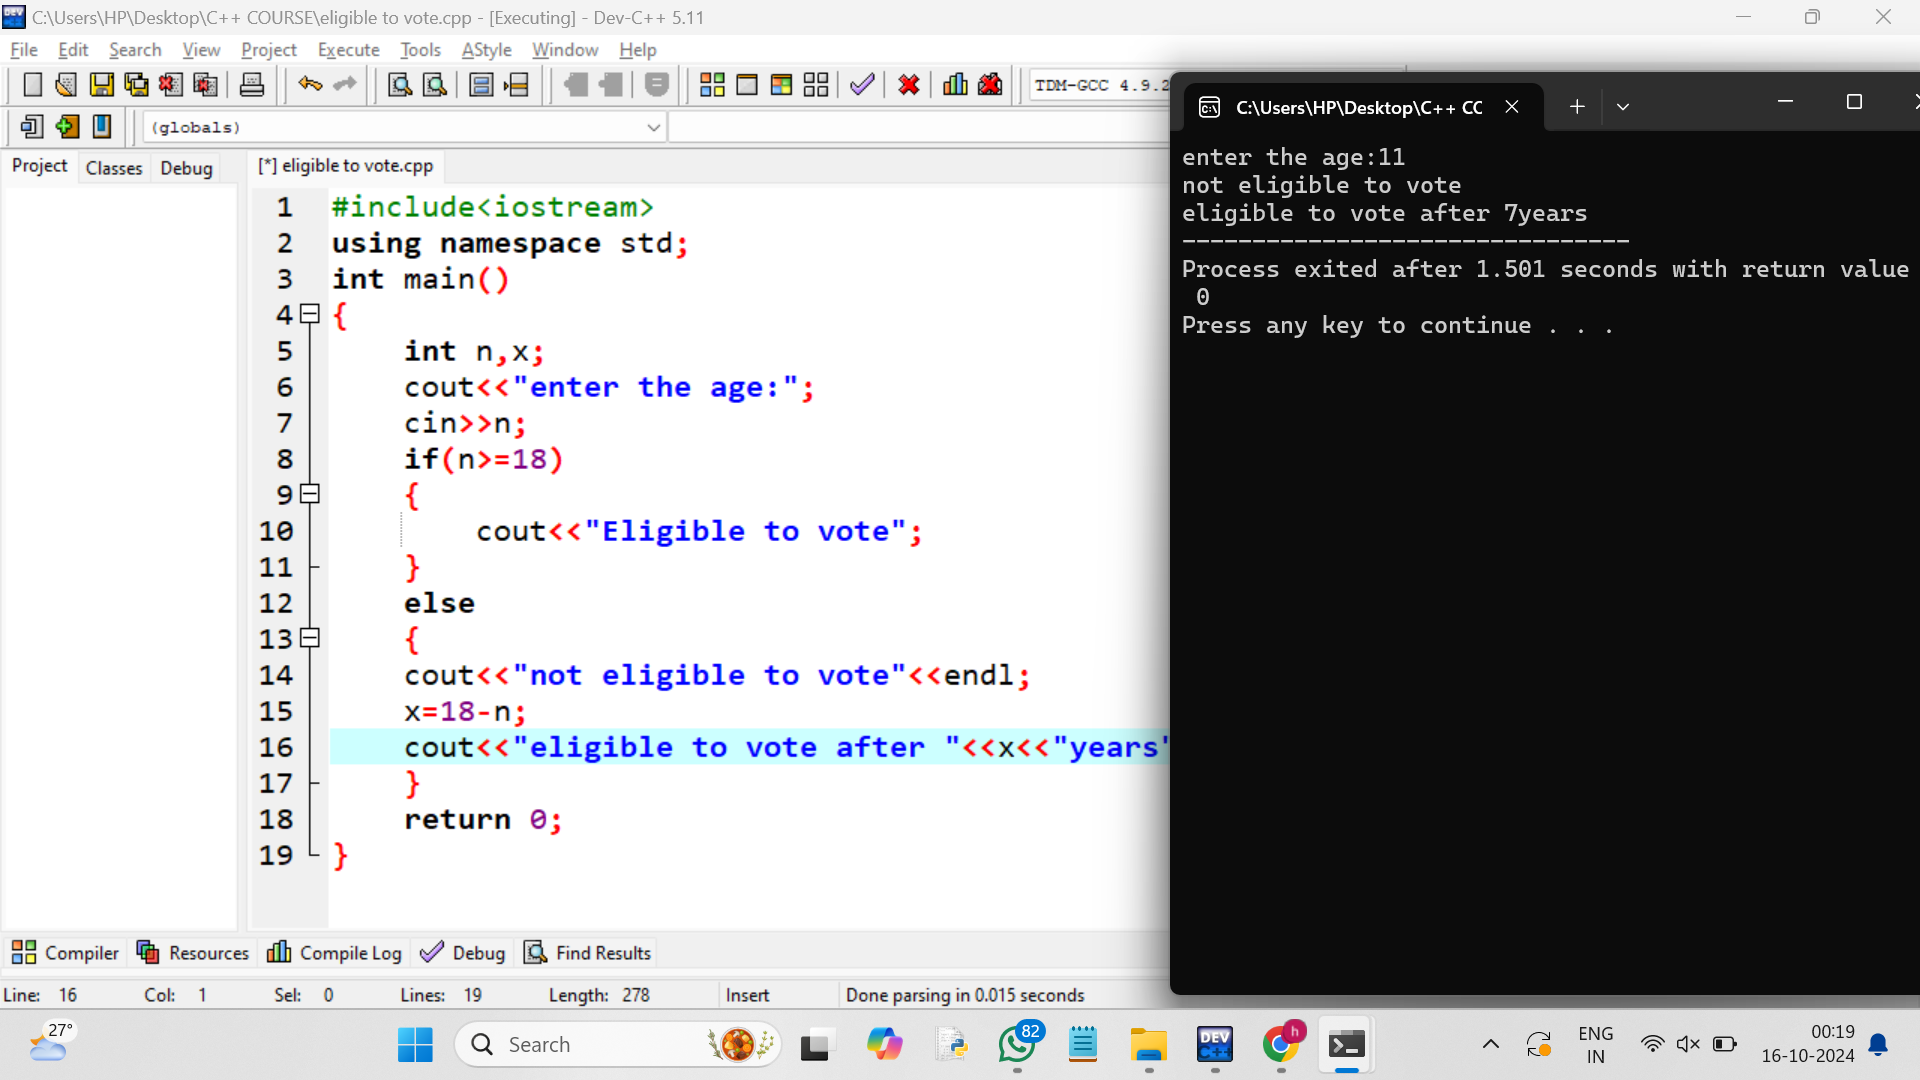 C:\Users\HP\Desktop\C++ COURSE\eligible to vote.cpp - [Executing] - Dev-C++ 5.11
File Edit Search View Project Execute Tools AStyle Window Help
TDM-GCC 4.9.2
(globals)
Project Classes Debug
[*] eligible to vote.cpp
1 #include<iostream>
2 using namespace std;
3 int main()
4 {
5 int n,x;
6 cout<<"enter the age:";
7 cin>>n;
8 if(n>=18)
9 {
10 cout<<"Eligible to vote";
11 }
12 else
13 {
14 cout<<"not eligible to vote"<<endl;
15 x=18-n;
16 cout<<"eligible to vote after "<<x<<"years"
17 }
18 return 0;
19 }
C:\Users\HP\Desktop\C++ CC
enter the age:11
not eligible to vote
eligible to vote after 7years
--------------------------------
Process exited after 1.501 seconds with return value
0
Press any key to continue . . .
Compiler Resources Compile Log Debug Find Results
Line: 16 Col: 1 Sel: 0 Lines: 19 Length: 278 Insert Done parsing in 0.015 seconds
27°
Search
82
DEV C++
h
ENG
IN
00:19
16-10-2024